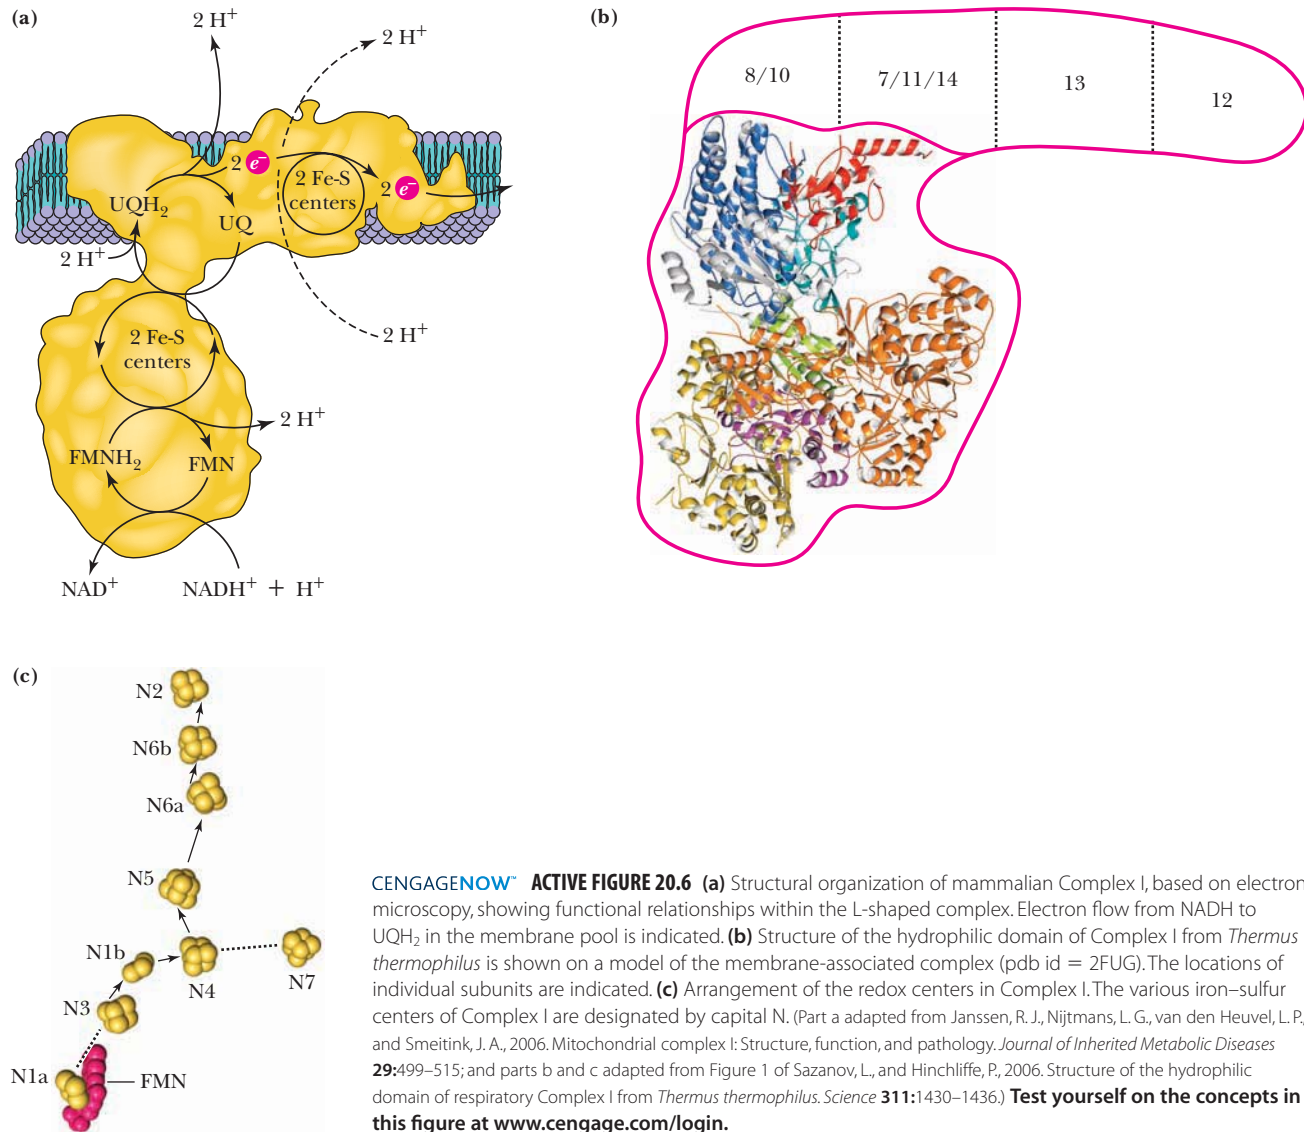 (a)
2 H⁺
2 H⁺
2 e⁻
2 Fe-S
centers
2 e⁻
UQH₂
UQ
2 H⁺
2 H⁺
2 Fe-S
centers
2 H⁺
FMNH₂
FMN
NAD⁺
NADH⁺ + H⁺
(b)
8/10
7/11/14
13
12
(c)
N2
N6b
N6a
N5
N1b
N4
N7
N3
N1a
FMN
CENGAGENOW™ ACTIVE FIGURE 20.6 (a) Structural organization of mammalian Complex I, based on electron
microscopy, showing functional relationships within the L-shaped complex. Electron flow from NADH to
UQH₂ in the membrane pool is indicated. (b) Structure of the hydrophilic domain of Complex I from Thermus
thermophilus is shown on a model of the membrane-associated complex (pdb id = 2FUG). The locations of
individual subunits are indicated. (c) Arrangement of the redox centers in Complex I. The various iron–sulfur
centers of Complex I are designated by capital N. (Part a adapted from Janssen, R. J., Nijtmans, L. G., van den Heuvel, L. P.,
and Smeitink, J. A., 2006. Mitochondrial complex I: Structure, function, and pathology. Journal of Inherited Metabolic Diseases
29:499–515; and parts b and c adapted from Figure 1 of Sazanov, L., and Hinchliffe, P., 2006. Structure of the hydrophilic
domain of respiratory Complex I from Thermus thermophilus. Science 311:1430–1436.) Test yourself on the concepts in
this figure at www.cengage.com/login.